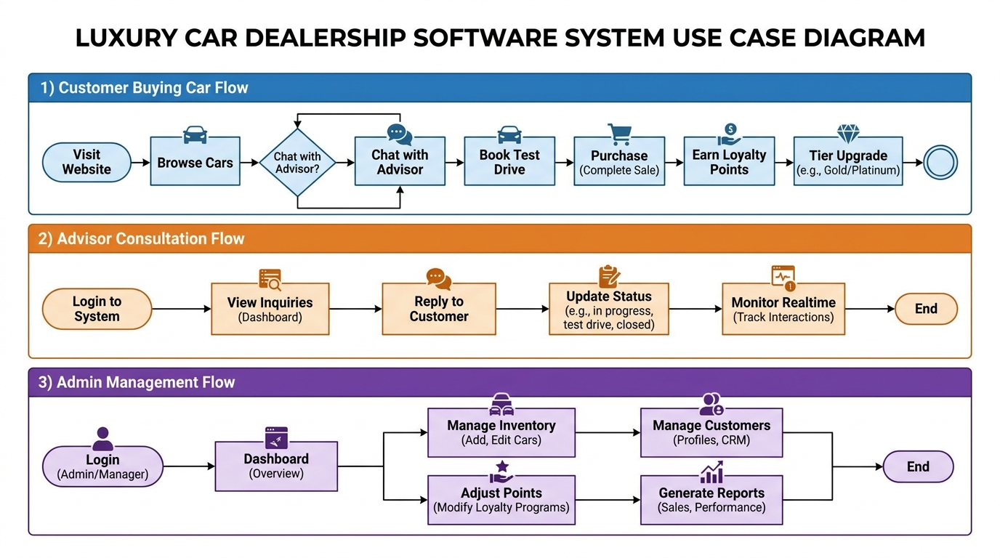 LUXURY CAR DEALERSHIP SOFTWARE SYSTEM USE CASE DIAGRAM
1) Customer Buying Car Flow
Visit
Website
Browse Cars
Chat with
Advisor?
Chat with
Advisor
Book Test
Drive
Purchase
(Complete Sale)
$
Earn Loyalty
Points
Tier Upgrade
(e.g., Gold/Platinum)
2) Advisor Consultation Flow
Login to
System
View Inquiries
(Dashboard)
Reply to
Customer
Update Status
(e.g., in progress,
test drive, closed)
Monitor Realtime
(Track Interactions)
End
3) Admin Management Flow
Login
(Admin/Manager)
Dashboard
(Overview)
Manage Inventory
(Add, Edit Cars)
Manage Customers
(Profiles, CRM)
Adjust Points
(Modify Loyalty Programs)
Generate Reports
(Sales, Performance)
End